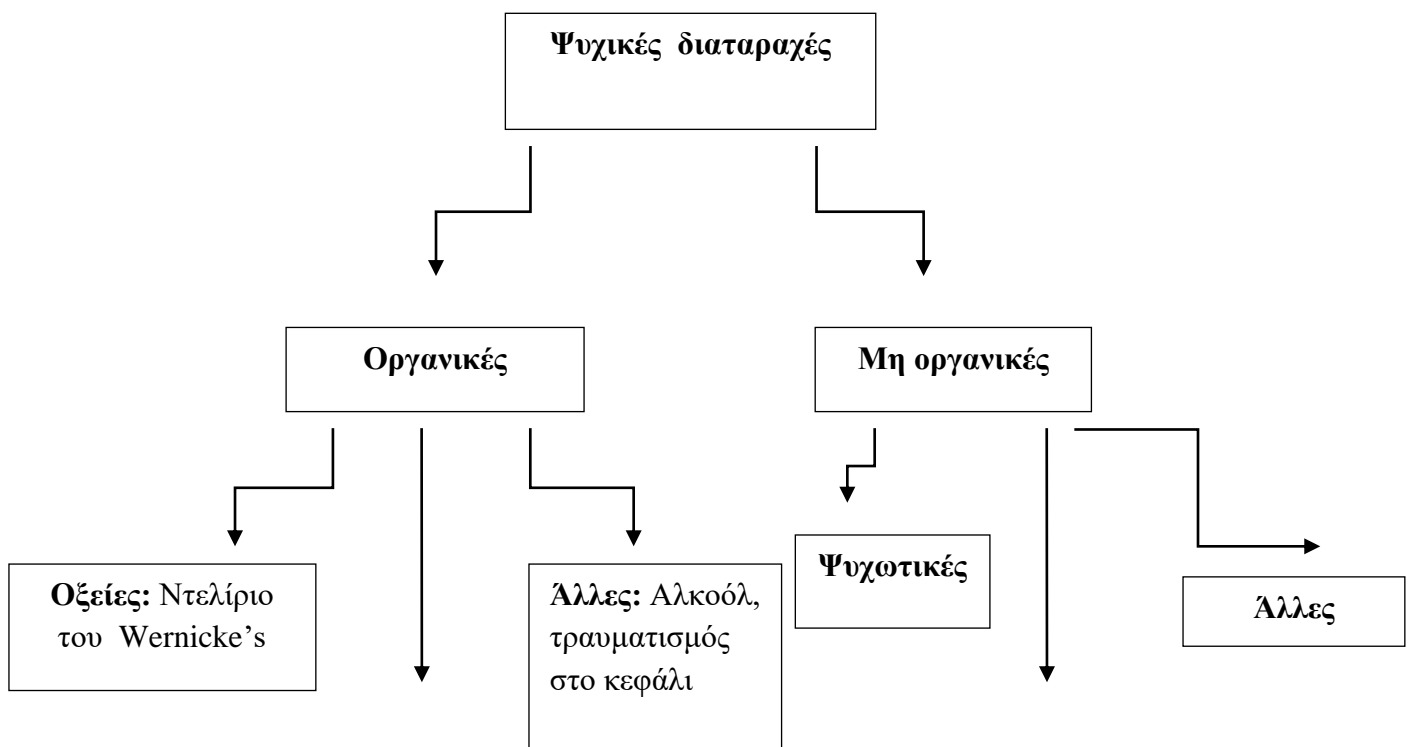 Ψυχικές διαταραχές
Οργανικές
Μη οργανικές
Οξείες: Ντελίριο
του Wernicke’s
Άλλες: Αλκοόλ,
τραυματισμός
στο κεφάλι
Ψυχωτικές
Άλλες